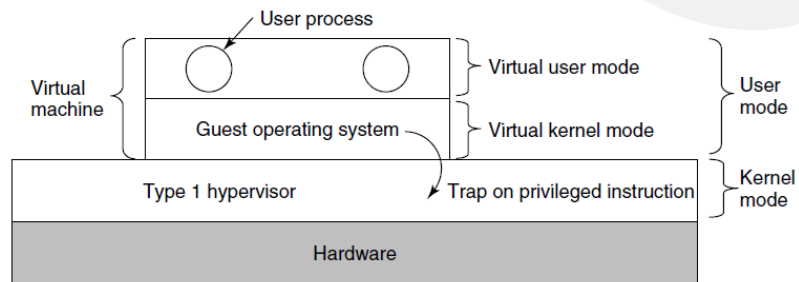 User process
Virtual
machine
Virtual user mode
User
mode
Guest operating system
Virtual kernel mode
Type 1 hypervisor
Trap on privileged instruction
Kernel
mode
Hardware